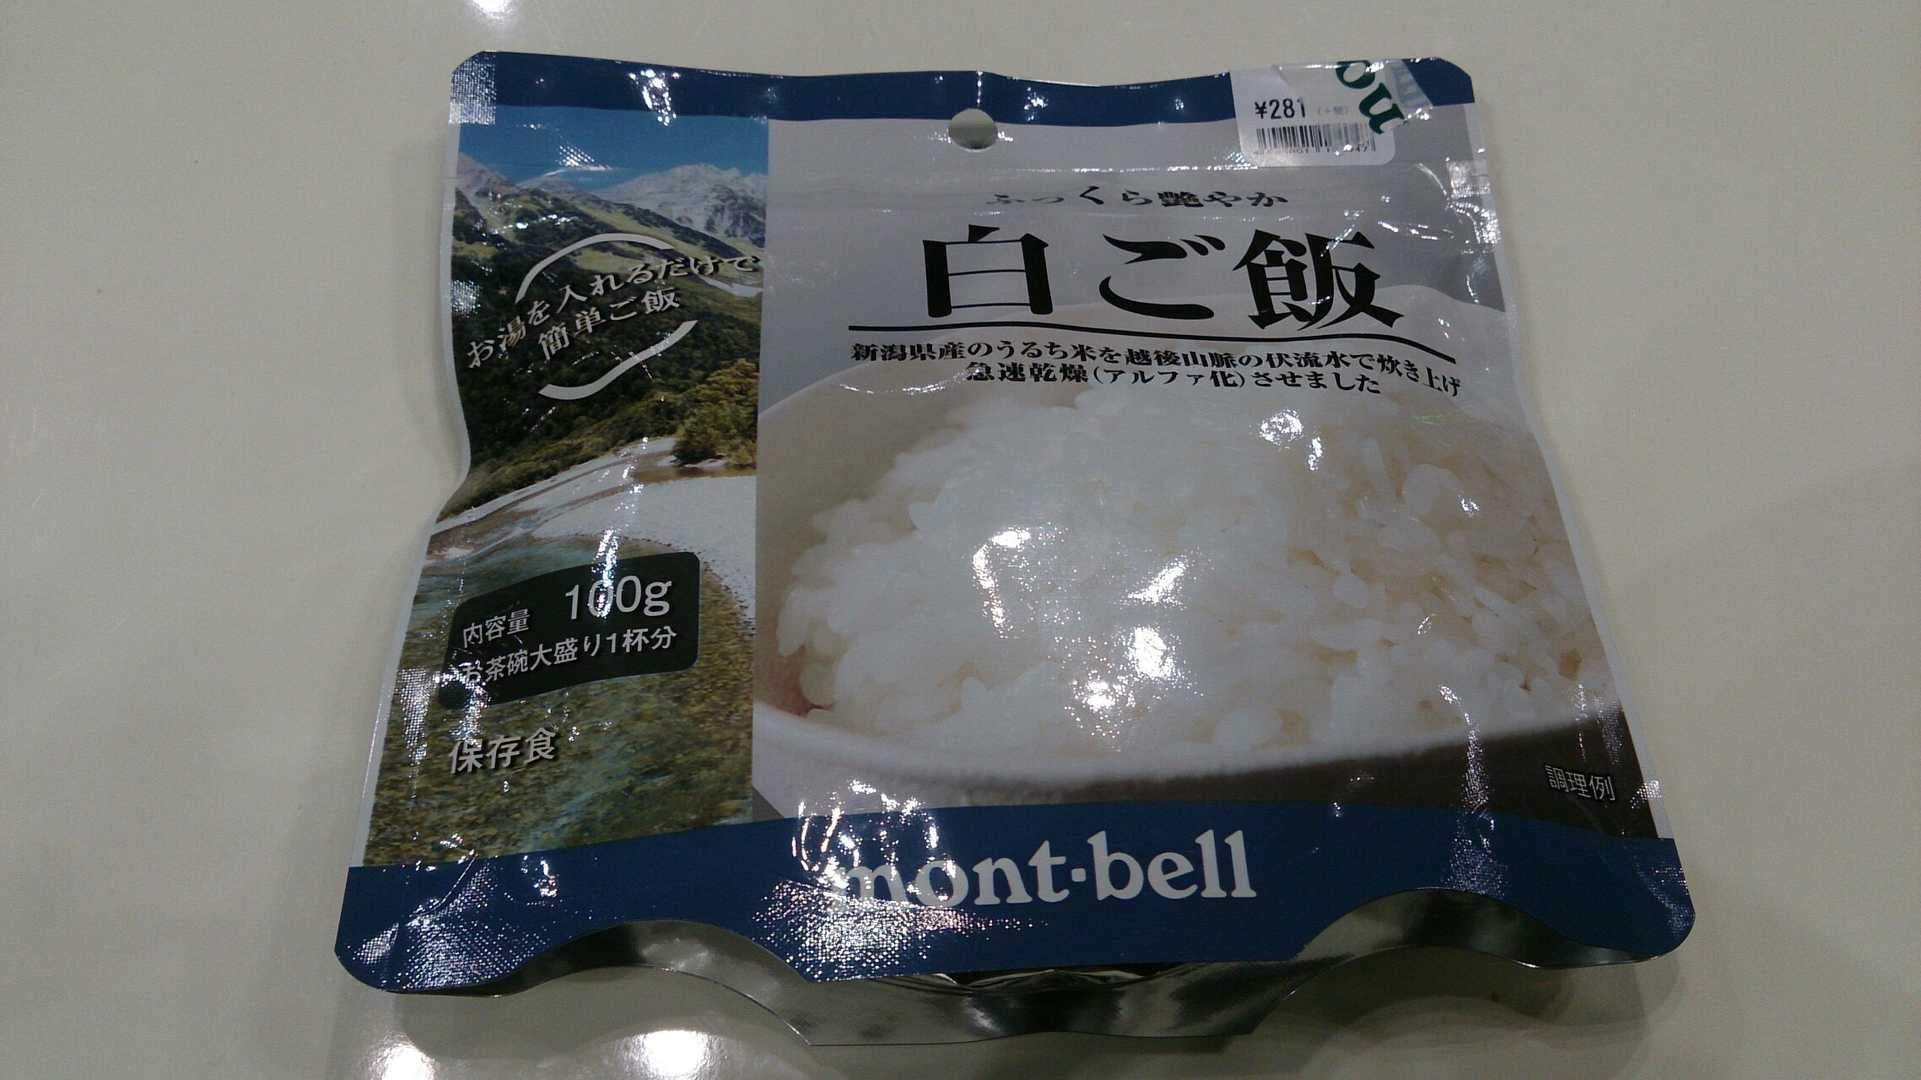 ou
¥281 (+税)
ふっくら艶やか
白ご飯
新潟県産のうるち米を越後山脈の伏流水で炊き上げ
急速乾燥(アルファ化)させました
お湯を入れるだけで
簡単ご飯
内容量 100g
お茶碗大盛り1杯分
保存食
調理例
mont-bell